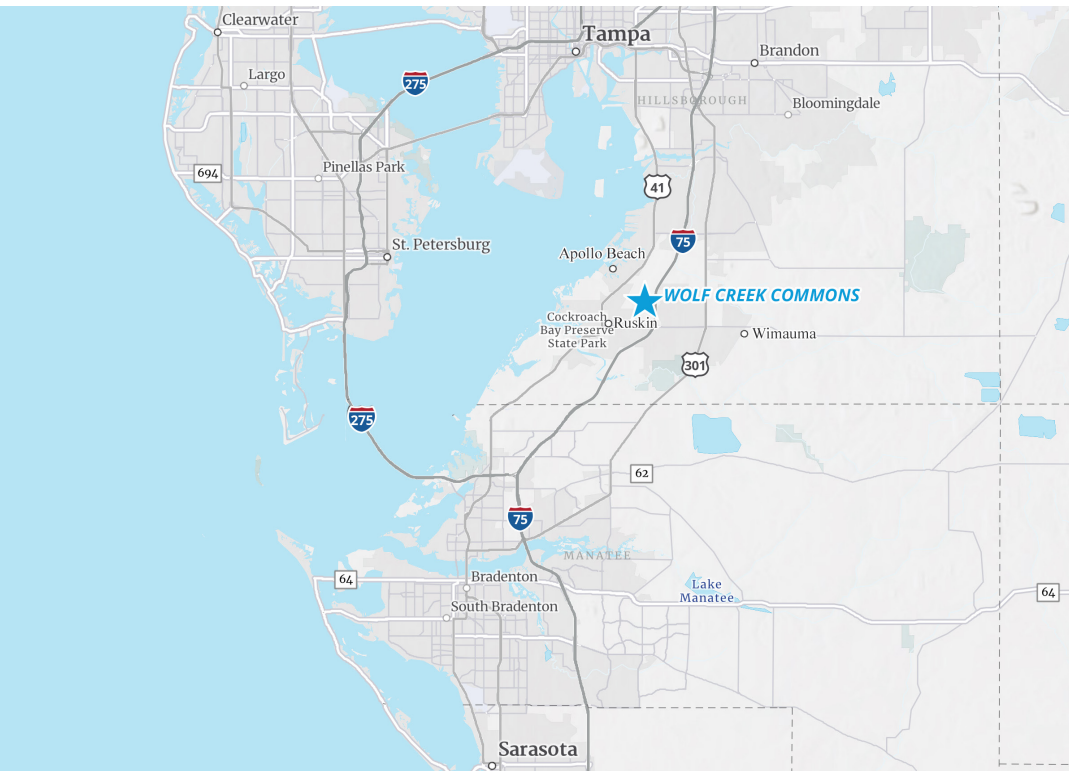 Clearwater
Tampa
Brandon
Largo
275
HILLSBOROUGH
Bloomingdale
Pinellas Park
694
41
St. Petersburg
75
Apollo Beach
WOLF CREEK COMMONS
Cockroach
Bay Preserve
State Park
Ruskin
Wimauma
301
275
62
75
MANATEE
64
Bradenton
Lake
Manatee
64
South Bradenton
Sarasota